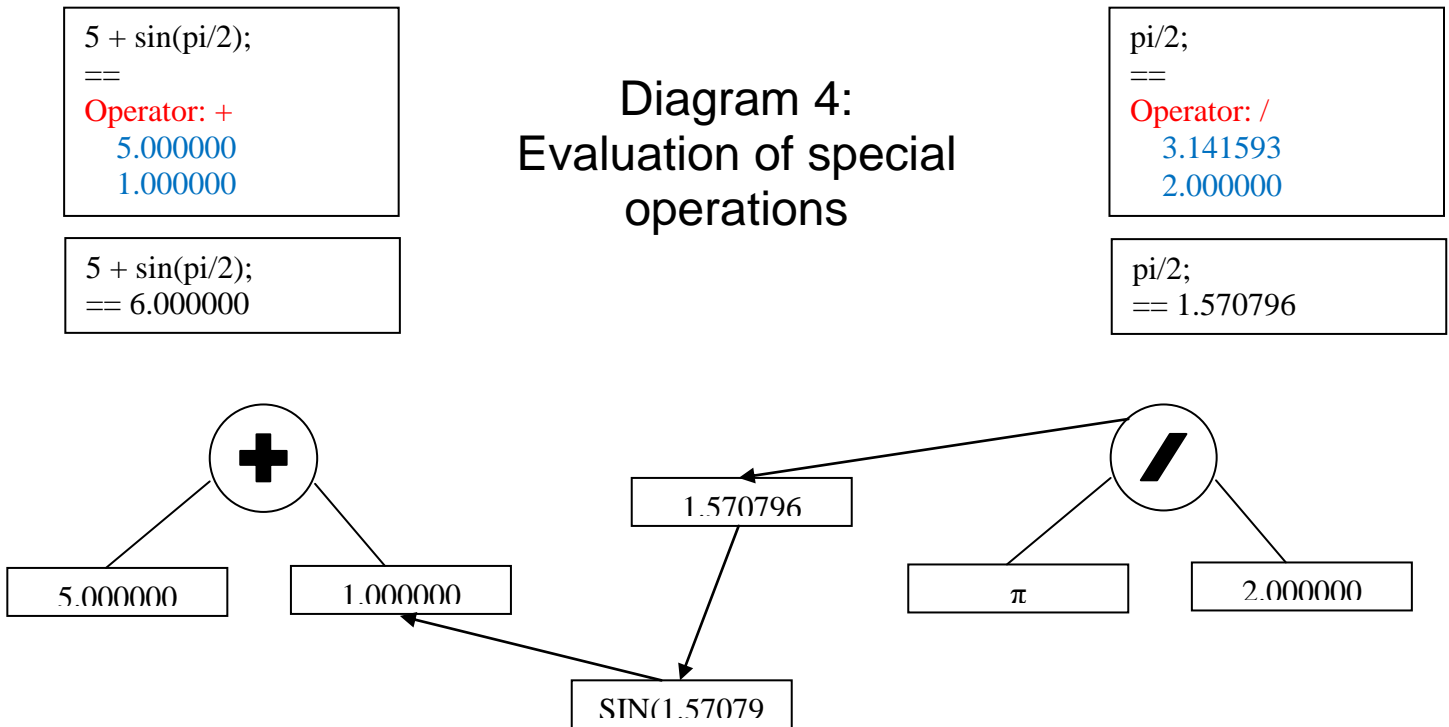 5 + sin(pi/2);
==
Operator: +
5.000000
1.000000
5 + sin(pi/2);
== 6.000000
Diagram 4:
Evaluation of special
operations
pi/2;
==
Operator: /
3.141593
2.000000
pi/2;
== 1.570796
+
/
1.570796
5.000000
1.000000
π
2.000000
SIN(1.57079